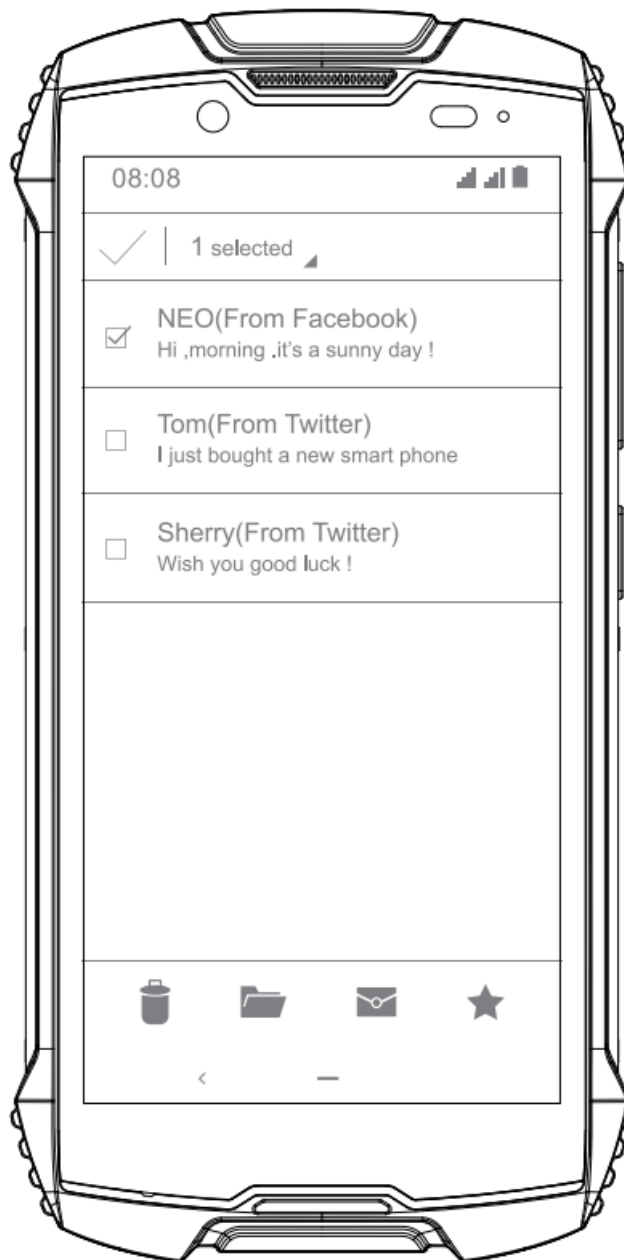 08:08
1 selected
NEO(From Facebook)
Hi ,morning .it's a sunny day !
Tom(From Twitter)
I just bought a new smart phone
Sherry(From Twitter)
Wish you good luck !